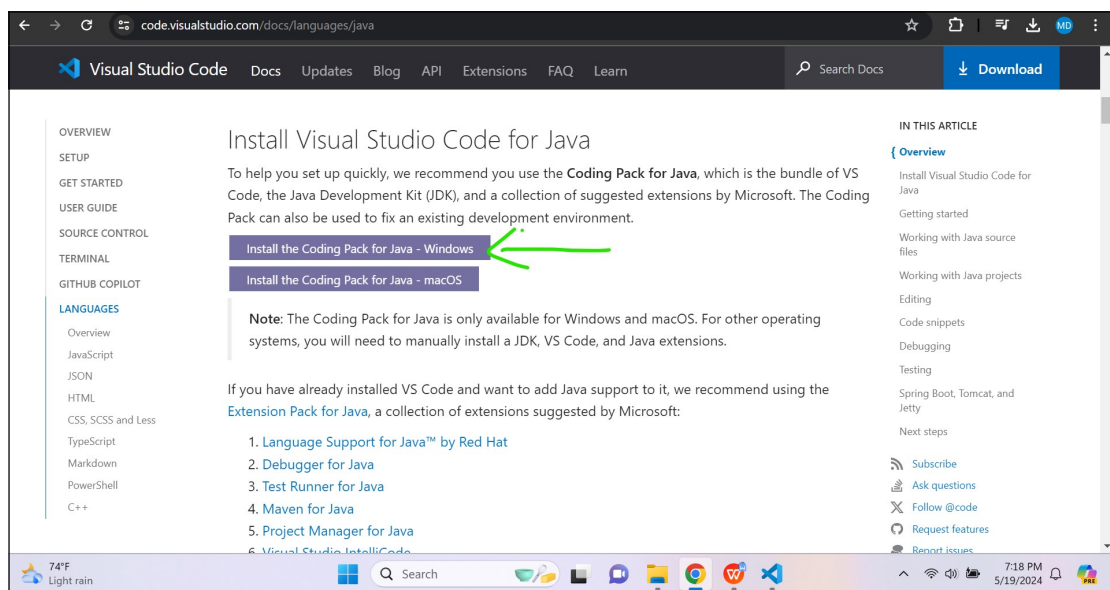 code.visualstudio.com/docs/languages/java
MD
Visual Studio Code Docs Updates Blog API Extensions FAQ Learn Search Docs Download
OVERVIEW
SETUP
GET STARTED
USER GUIDE
SOURCE CONTROL
TERMINAL
GITHUB COPILOT
LANGUAGES
Overview
JavaScript
JSON
HTML
CSS, SCSS and Less
TypeScript
Markdown
PowerShell
C++
Install Visual Studio Code for Java
To help you set up quickly, we recommend you use the Coding Pack for Java, which is the bundle of VS
Code, the Java Development Kit (JDK), and a collection of suggested extensions by Microsoft. The Coding
Pack can also be used to fix an existing development environment.
Install the Coding Pack for Java - Windows
Install the Coding Pack for Java - macOS
Note: The Coding Pack for Java is only available for Windows and macOS. For other operating
systems, you will need to manually install a JDK, VS Code, and Java extensions.
If you have already installed VS Code and want to add Java support to it, we recommend using the
Extension Pack for Java, a collection of extensions suggested by Microsoft:
1. Language Support for Java™ by Red Hat
2. Debugger for Java
3. Test Runner for Java
4. Maven for Java
5. Project Manager for Java
6. Visual Studio IntelliCode
IN THIS ARTICLE
{ Overview
Install Visual Studio Code for
Java
Getting started
Working with Java source
files
Working with Java projects
Editing
Code snippets
Debugging
Testing
Spring Boot, Tomcat, and
Jetty
Next steps
Subscribe
Ask questions
Follow @code
Request features
Report issues
74°F
Light rain
Search
7:18 PM
5/19/2024
PRE